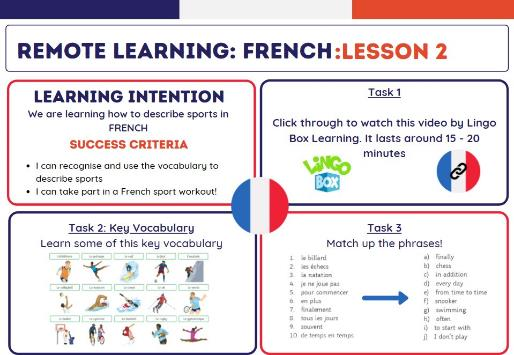 REMOTE LEARNING: FRENCH:LESSON 2
LEARNING INTENTION
We are learning how to describe sports in
FRENCH
SUCCESS CRITERIA
• I can recognise and use the vocabulary to
describe sports
• I can take part in a French sport workout!
Task 1
Click through to watch this video by Lingo
Box Learning. It lasts around 15 - 20
minutes
LINGO
BOX
Task 2: Key Vocabulary
Learn some of this key vocabulary
Task 3
Match up the phrases!
1. le billard
2. les échecs
3. la natation
4. je ne joue pas
5. pour commencer
6. en plus
7. finalement
8. tous les jours
9. souvent
10. de temps en temps
a) finally
b) chess
c) in addition
d) every day
e) from time to time
f) snooker
g) swimming
h) often
i) to start with
j) I don't play